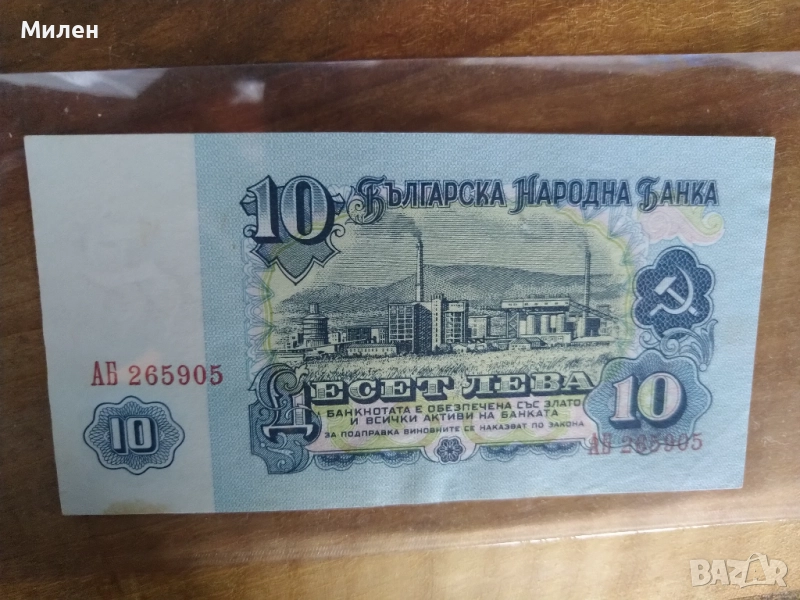 Милен
10 БЪЛГАРСКА НАРОДНА БАНКА
АБ 265905
ДЕСЕТ ЛЕВА
10
10
БАНКНОТАТА Е ОБЕЗПЕЧЕНА СЪС ЗЛАТО
И ВСИЧКИ АКТИВИ НА БАНКАТА
ЗА ПОДПРАВКА ВИНОВНИТЕ СЕ НАКАЗВАТ ПО ЗАКОНА
АБ 265905
BAZAR